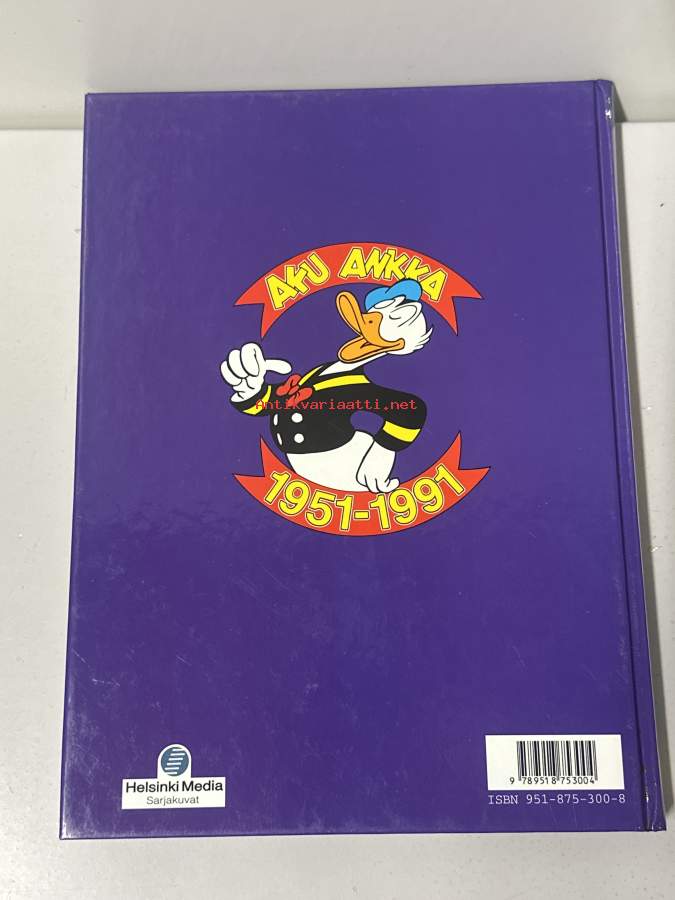 AKU ANKKA
Antikvariaatti.net
1951-1991
Helsinki Media
Sarjakuvat
9 789518 753004
ISBN 951-875-300-8